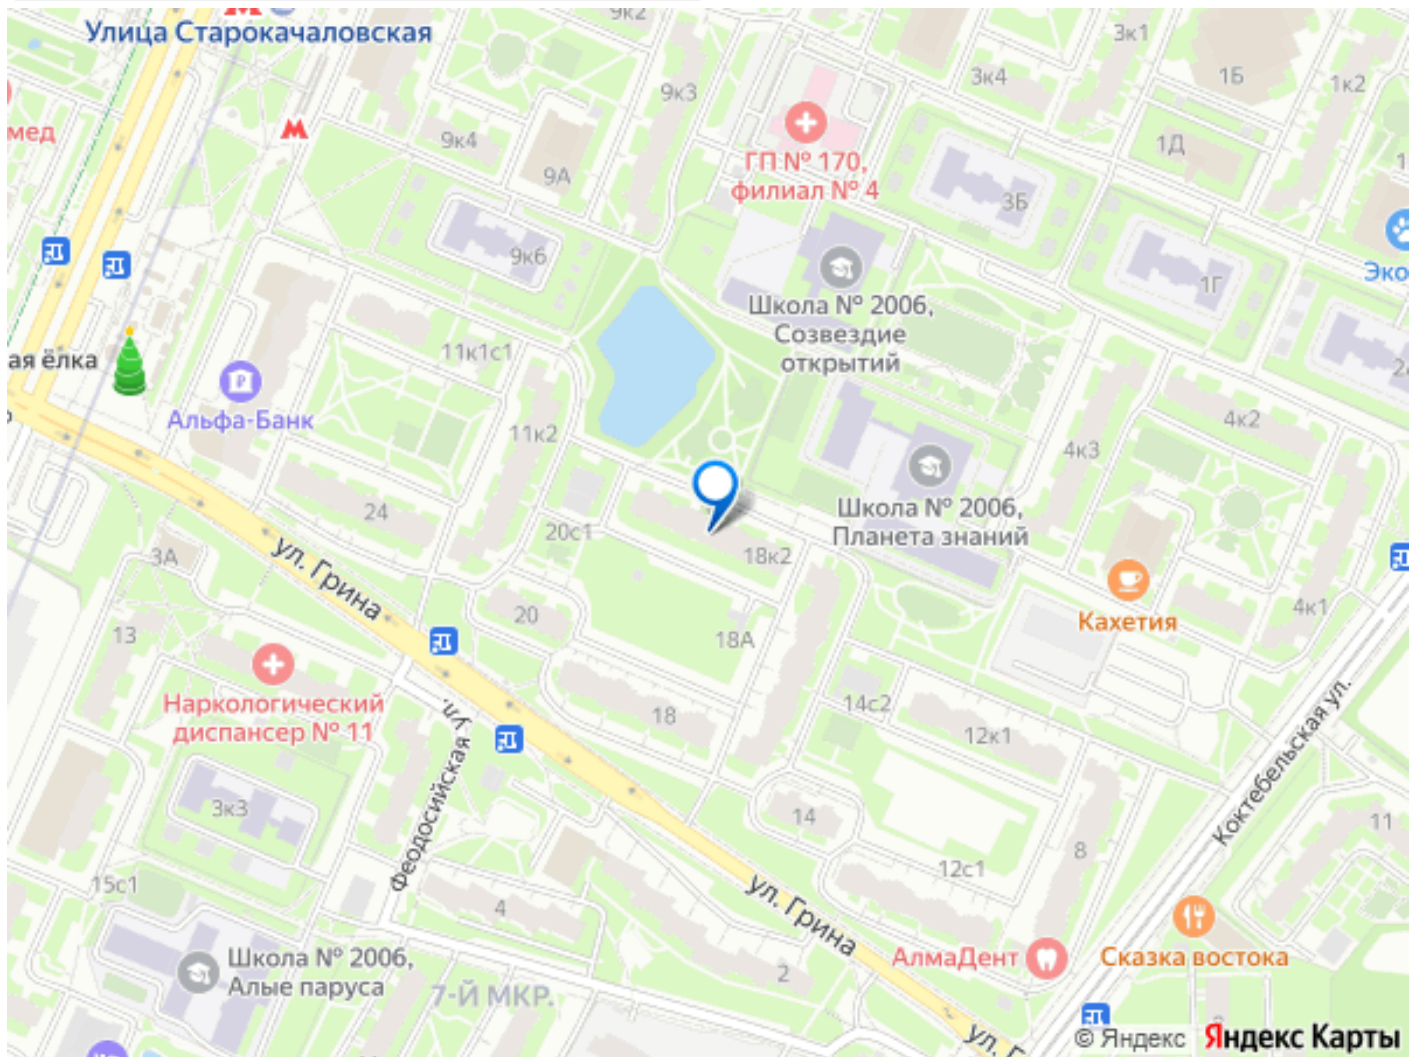 Улица Старокачаловская
9к2
3к1
3к4
1Б
1к2
9к3
мед
9к4
ГП № 170,
филиал № 4
1Д
9А
3Б
9к6
Эко
1Г
Школа № 2006,
Созвездие
открытий
ая ёлка
11к1с1
Альфа-Банк
11к2
4к2
4к3
24
Школа № 2006,
Планета знаний
20с1
18к2
3А
ул. Грина
Кахетия
4к1
20
13
18А
Наркологический
диспансер № 11
18
14с2
12к1
Феодосийская ул.
Коктебельская ул.
3к3
14
11
8
12с1
15с1
4
ул. Грина
Школа № 2006,
Алые паруса
АлмаДент
Сказка востока
2
7-Й МКР.
ул. Г
© Яндекс Яндекс Карты